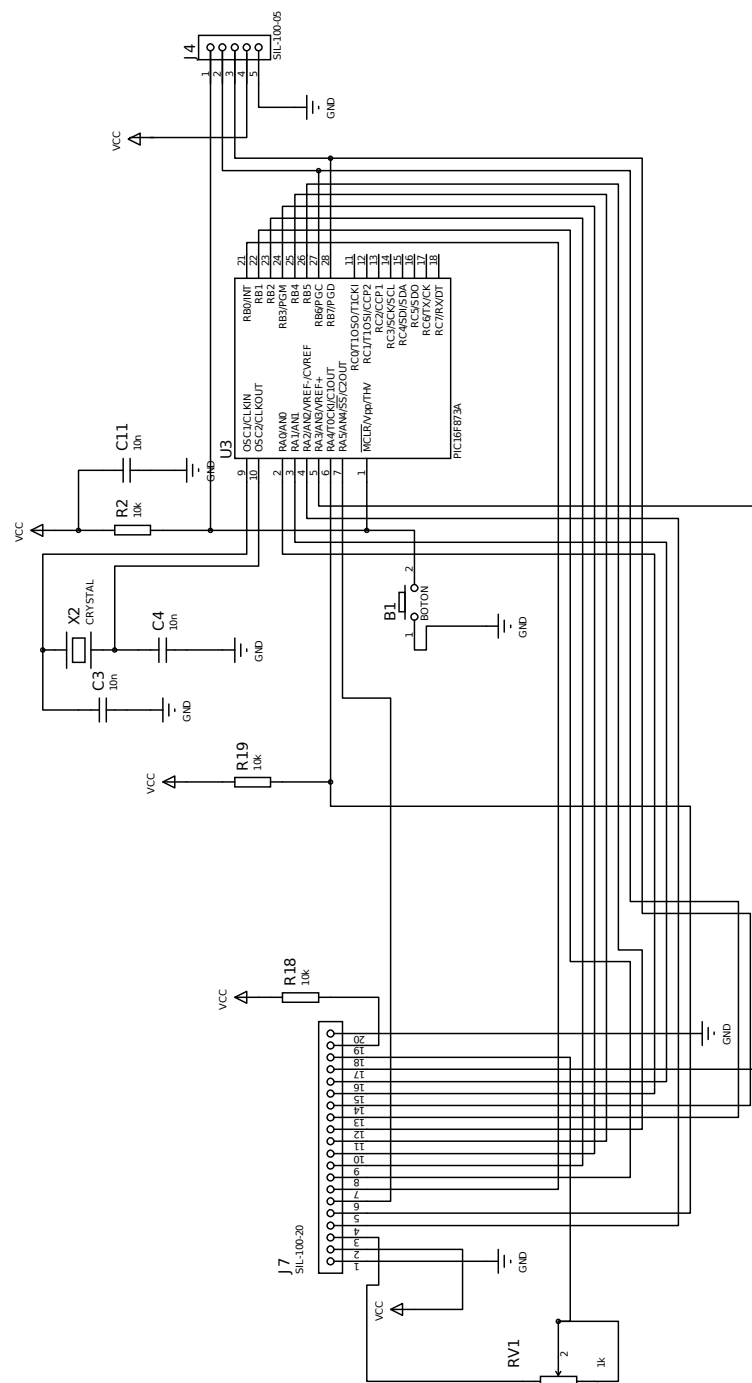 J4
SIL-100-05
1
2
3
4
5
GND
VCC
21
22
23
24
25
26
27
28
11
12
13
14
15
16
17
18
RB0/INT
RB1
RB2
RB3/PGM
RB4
RB5
RB6/PGC
RB7/PGD
RC0/T1OSO/T1CKI
RC1/T1OSI/CCP2
RC2/CCP1
RC3/SCK/SCL
RC4/SDI/SDA
RC5/SDO
RC6/TX/CK
RC7/RX/DT
U3
OSC1/CLKIN
OSC2/CLKOUT
RA0/AN0
RA1/AN1
RA2/AN2/VREF-/CVREF
RA3/AN3/VREF+
RA4/T0CKI/C1OUT
RA5/AN4/SS/C2OUT
MCLR/Vpp/THV
PIC16F873A
9
10
2
3
4
5
6
7
1
C11
10n
GND
R2
10k
VCC
X2
CRYSTAL
C4
10n
GND
C3
10n
GND
B1
BOTON
2
1
GND
R19
10k
VCC
R18
10k
VCC
GND
J7
SIL-100-20
20
19
18
17
16
15
14
13
12
11
10
9
8
7
6
5
4
3
2
1
GND
VCC
RV1
2
1k